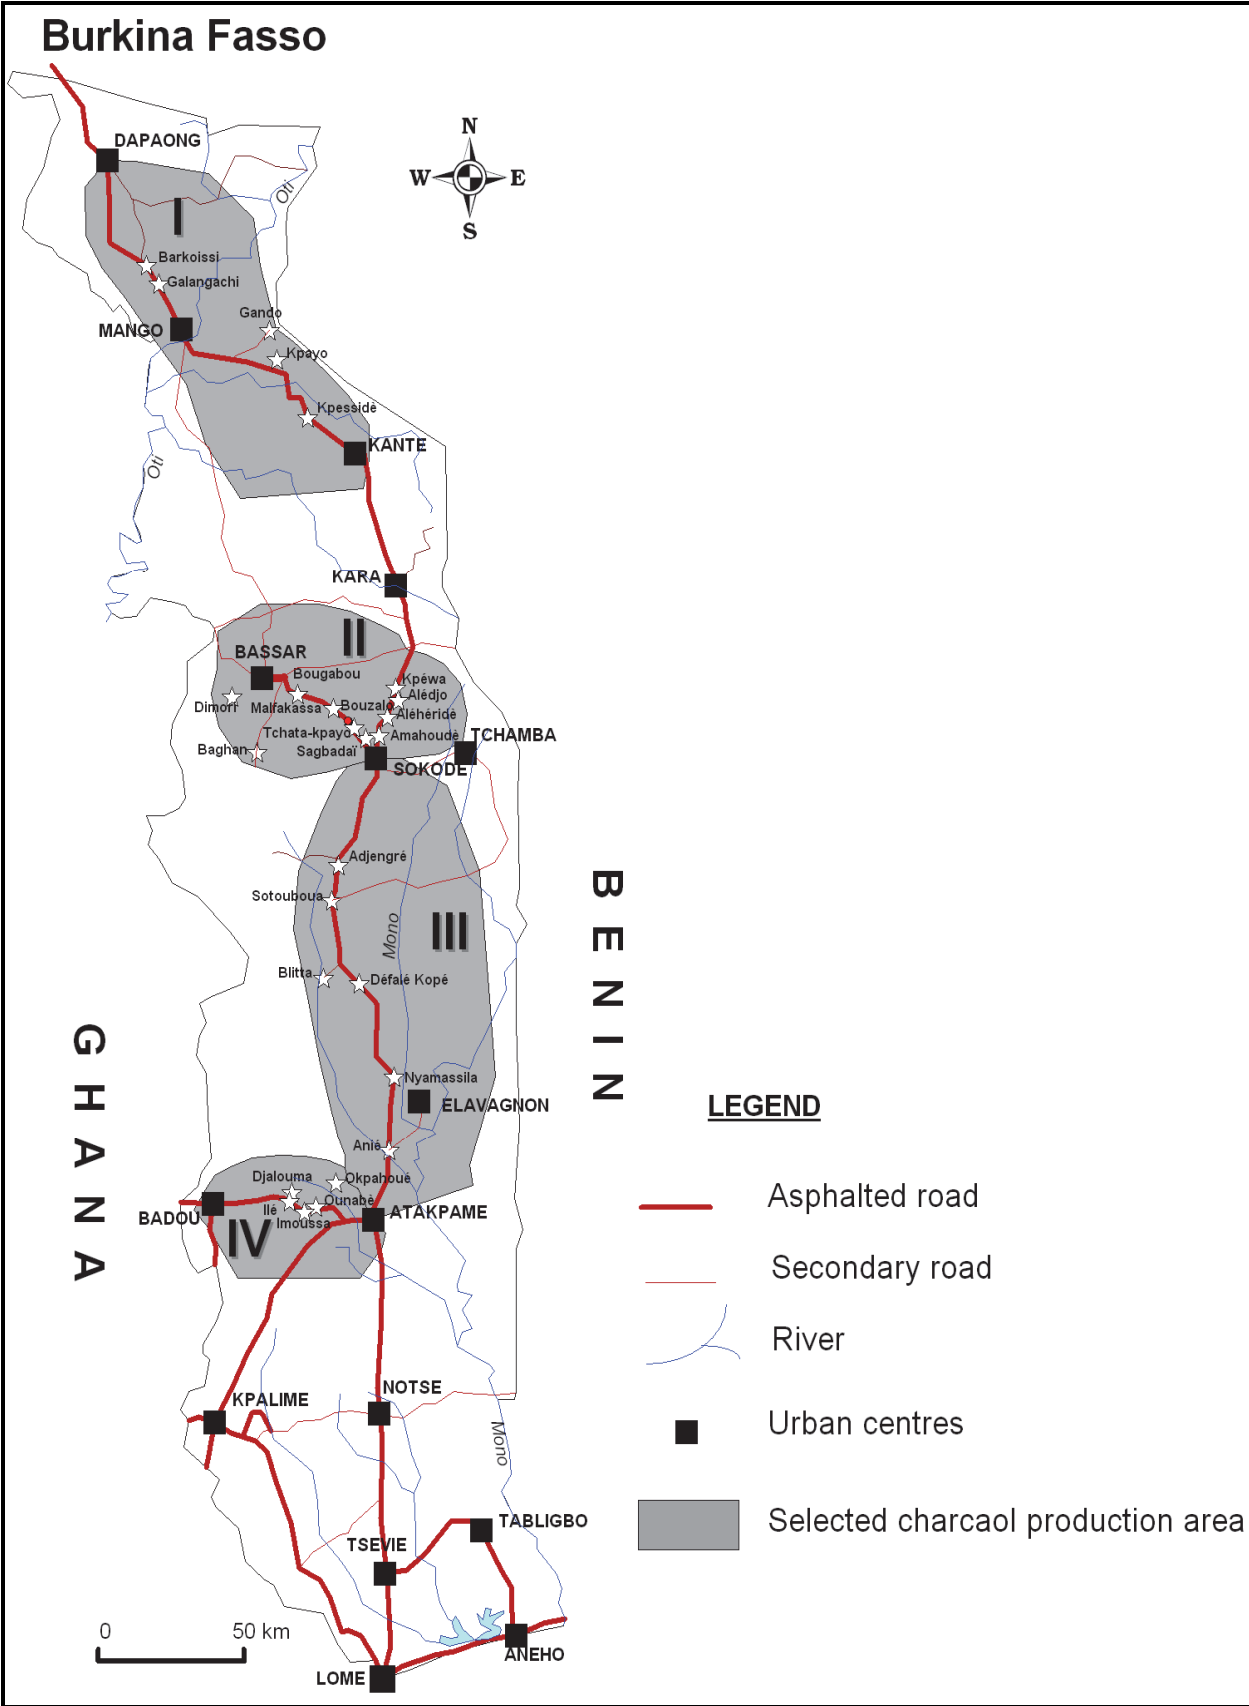 Burkina Fasso
N
W E
S
DAPAONG
Oti
I
Barkoissi
Galangachi
Gando
MANGO
Kpayo
Kpessidè
KANTE
Oti
KARA
II
BASSAR
Bougabou
Kpéwa
Dimori
Malfakassa
Bouzalo
Alédjo
Aléhéridè
Tchata-kpayo
Amahoudè
TCHAMBA
Baghan
Sagbadaï
SOKODE
Adjengré
Sotouboua
Mono
III
Blitta
Défalé Kopé
BENIN
GHANA
Nyamassila
ELAVAGNON
Anié
Djalouma
Okpahoué
Ilé
Ounabè
BADOU
Imoussa
ATAKPAME
IV
KPALIME
NOTSE
Mono
TABLIGBO
TSEVIE
0 50 km
ANEHO
LOME
LEGEND
Asphalted road
Secondary road
River
Urban centres
Selected charcaol production area